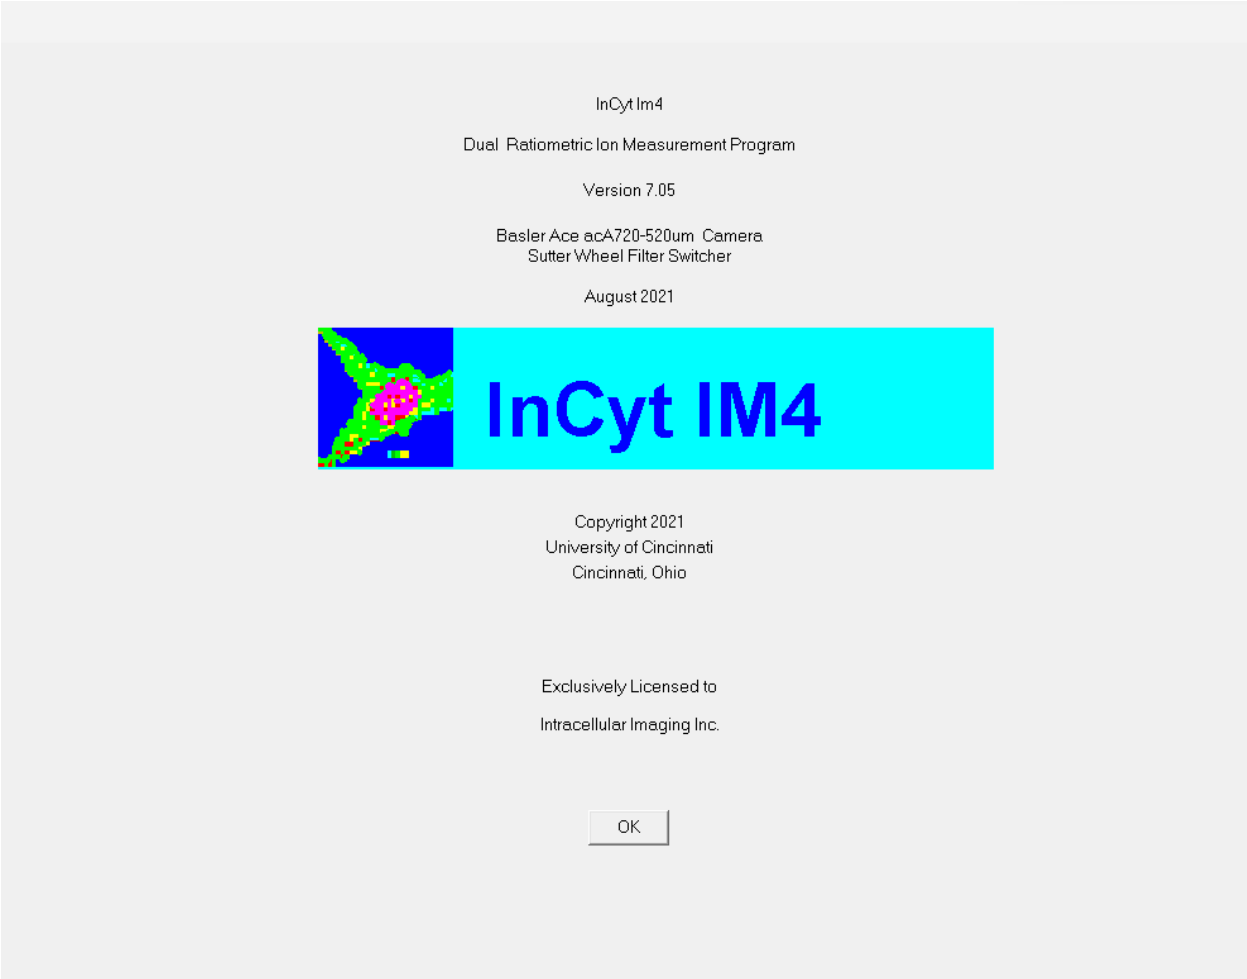 InCyt Im4
Dual  Ratiometric Ion Measurement Program
Version 7.05
Basler Ace acA720-520um  Camera
Sutter Wheel Filter Switcher
August 2021
InCyt IM4
Copyright 2021
University of Cincinnati
Cincinnati, Ohio
Exclusively Licensed to
Intracellular Imaging Inc.
OK